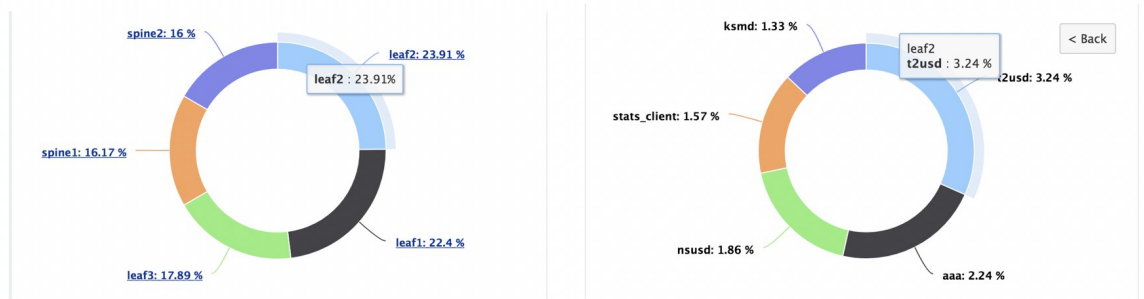 spine2: 16 %
leaf2: 23.91 %
leaf2 : 23.91%
spine1: 16.17 %
leaf1: 22.4 %
leaf3: 17.89 %
ksmd: 1.33 %
< Back
leaf2
t2usd : 3.24 %
t2usd: 3.24 %
stats_client: 1.57 %
nsusd: 1.86 %
aaa: 2.24 %